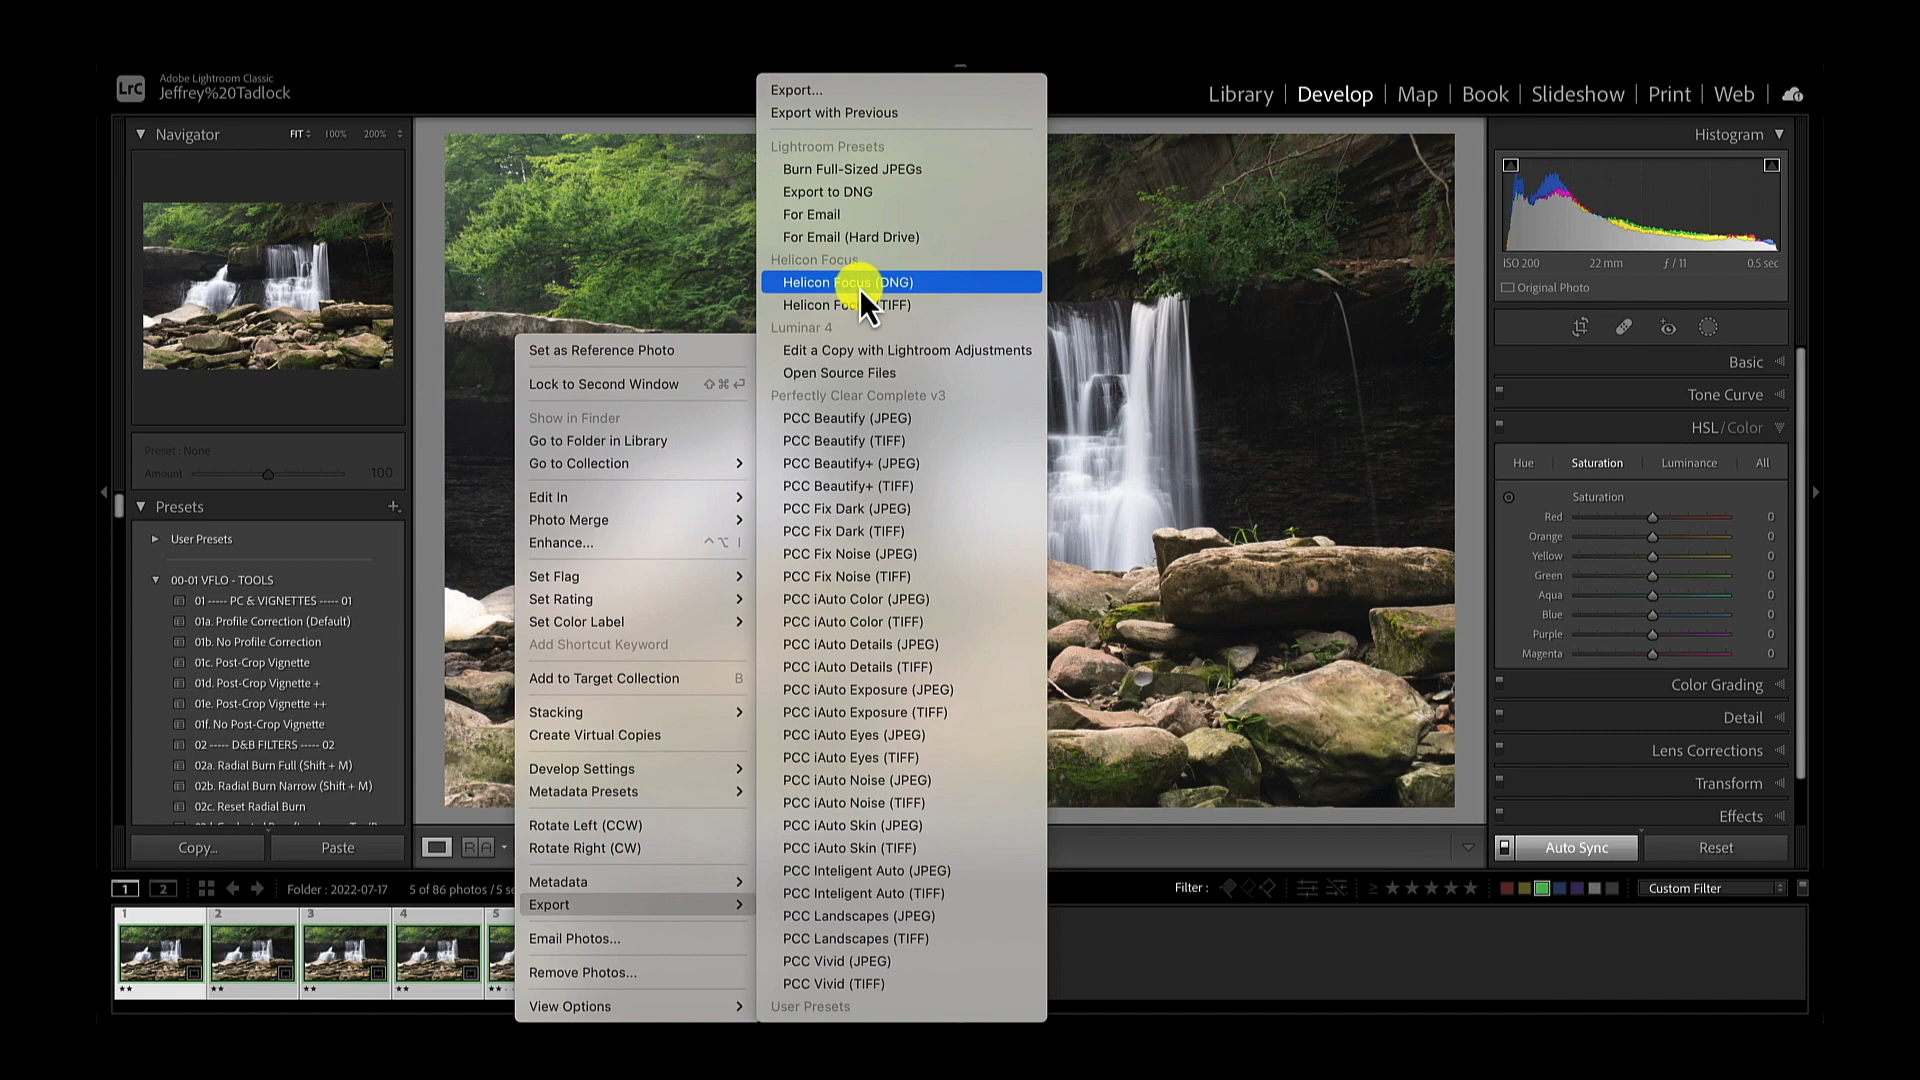 LrC
Adobe Lightroom Classic
Jeffrey%20Tadlock
Library | Develop | Map | Book | Slideshow | Print | Web
Navigator
FIT
100%
200%
Preset : None
Amount
100
Presets
User Presets
00-01 VFLO - TOOLS
01 ----- PC & VIGNETTES ----- 01
01a. Profile Correction (Default)
01b. No Profile Correction
01c. Post-Crop Vignette
01d. Post-Crop Vignette +
01e. Post-Crop Vignette ++
01f. No Post-Crop Vignette
02 ----- D&B FILTERS ----- 02
02a. Radial Burn Full (Shift + M)
02b. Radial Burn Narrow (Shift + M)
02c. Reset Radial Burn
Copy...
Paste
Set as Reference Photo
Lock to Second Window ⇧⌘↩
Show in Finder
Go to Folder in Library
Go to Collection
Edit In
Photo Merge
Enhance... ^⌥ I
Set Flag
Set Rating
Set Color Label
Add Shortcut Keyword
Add to Target Collection B
Stacking
Create Virtual Copies
Develop Settings
Metadata Presets
Rotate Left (CCW)
Rotate Right (CW)
Metadata
Export
Email Photos...
Remove Photos...
View Options
Export...
Export with Previous
Lightroom Presets
Burn Full-Sized JPEGs
Export to DNG
For Email
For Email (Hard Drive)
Helicon Focus
Helicon Focus (DNG)
Helicon Focus (TIFF)
Luminar 4
Edit a Copy with Lightroom Adjustments
Open Source Files
Perfectly Clear Complete v3
PCC Beautify (JPEG)
PCC Beautify (TIFF)
PCC Beautify+ (JPEG)
PCC Beautify+ (TIFF)
PCC Fix Dark (JPEG)
PCC Fix Dark (TIFF)
PCC Fix Noise (JPEG)
PCC Fix Noise (TIFF)
PCC iAuto Color (JPEG)
PCC iAuto Color (TIFF)
PCC iAuto Details (JPEG)
PCC iAuto Details (TIFF)
PCC iAuto Exposure (JPEG)
PCC iAuto Exposure (TIFF)
PCC iAuto Eyes (JPEG)
PCC iAuto Eyes (TIFF)
PCC iAuto Noise (JPEG)
PCC iAuto Noise (TIFF)
PCC iAuto Skin (JPEG)
PCC iAuto Skin (TIFF)
PCC Inteligent Auto (JPEG)
PCC Inteligent Auto (TIFF)
PCC Landscapes (JPEG)
PCC Landscapes (TIFF)
PCC Vivid (JPEG)
PCC Vivid (TIFF)
User Presets
Histogram
ISO 200 22 mm ƒ / 11 0.5 sec
Original Photo
Basic
Tone Curve
HSL / Color
Hue Saturation Luminance All
Saturation
Red 0
Orange 0
Yellow 0
Green 0
Aqua 0
Blue 0
Purple 0
Magenta 0
Color Grading
Detail
Lens Corrections
Transform
Effects
Auto Sync
Reset
R A
1 2
Folder : 2022-07-17
5 of 86 photos / 5 se
Filter :
≥ ★ ★ ★ ★ ★
Custom Filter
1 2 3 4 5
★★ ★★ ★★ ★★ ★★